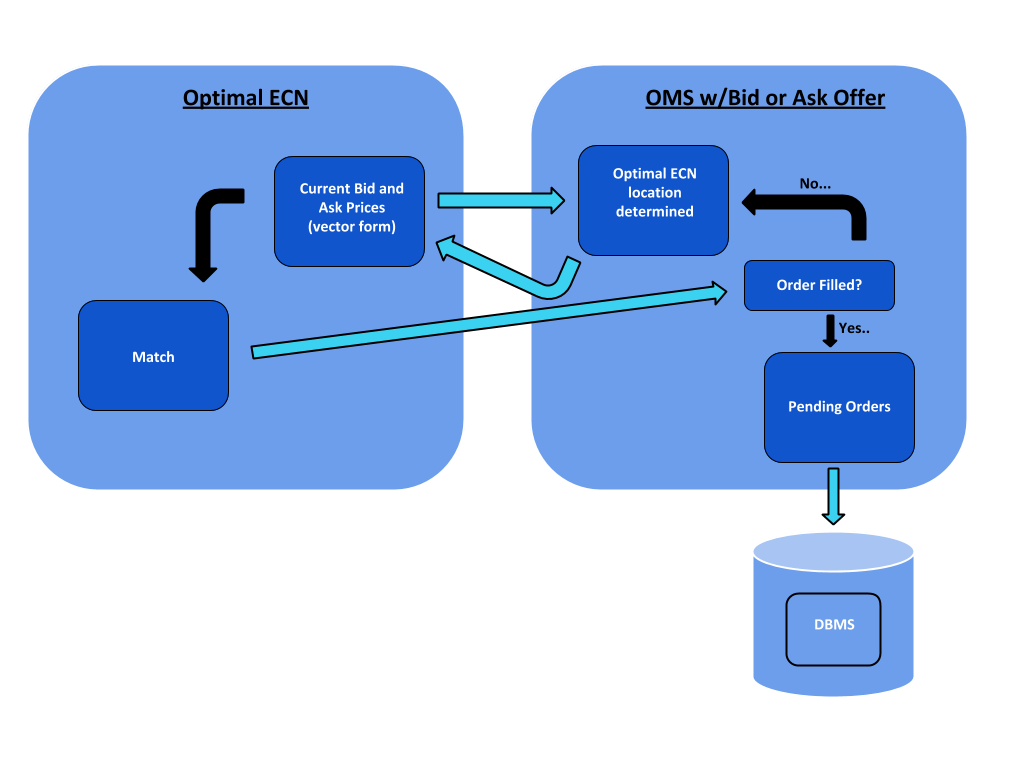 Optimal ECN
OMS w/Bid or Ask Offer
Current Bid and
Ask Prices
(vector form)
Optimal ECN
location
determined
No...
Order Filled?
Yes..
Match
Pending Orders
DBMS